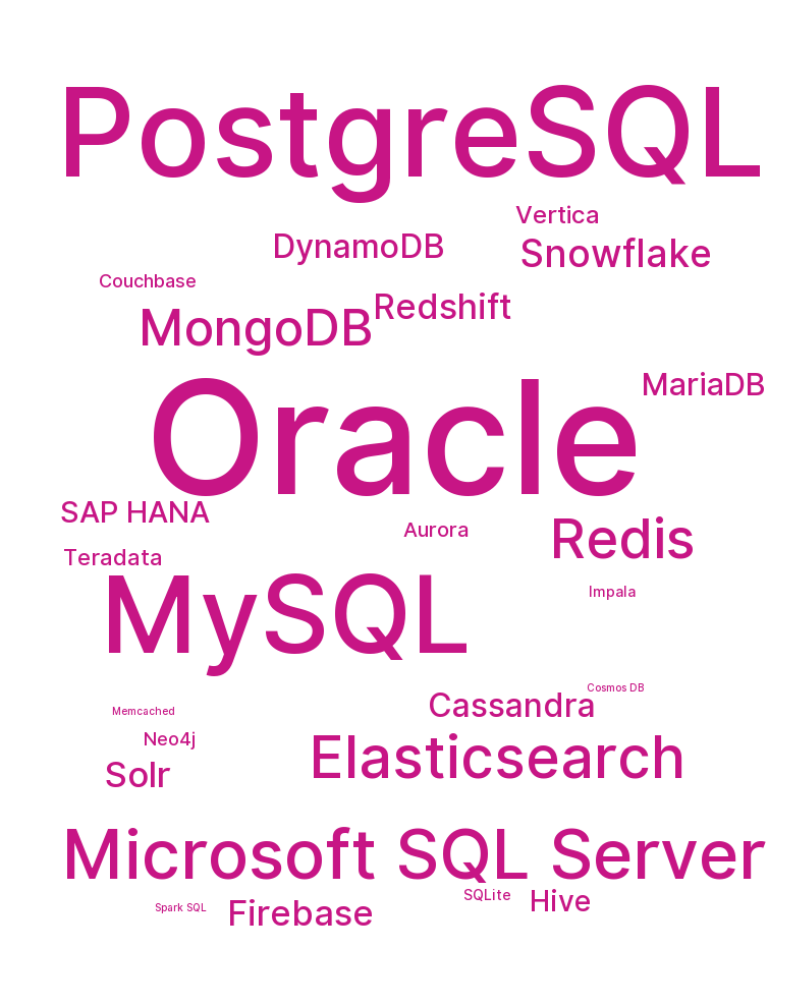 PostgreSQL
Vertica
DynamoDB
Snowflake
Couchbase
Redshift
MongoDB
MariaDB
Oracle
SAP HANA
Aurora
Redis
Teradata
Impala
MySQL
Cosmos DB
Cassandra
Memcached
Neo4j
Elasticsearch
Solr
Microsoft SQL Server
SQLite
Hive
Spark SQL
Firebase